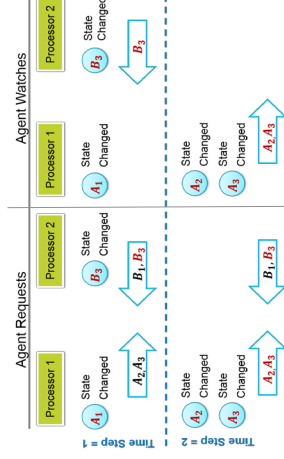 Agent Requests
Agent Watches
Processor 1
Processor 2
Processor 1
Processor 2
Time Step = 1
A₁
State
Changed
B₃
State
Changed
A₁
State
Changed
B₃
State
Changed
A₂,A₃
B₁,B₃
B₃
Time Step = 2
A₂
State
Changed
A₂
State
Changed
A₃
State
Changed
A₃
State
Changed
A₂,A₃
B₁,B₃
A₂,A₃